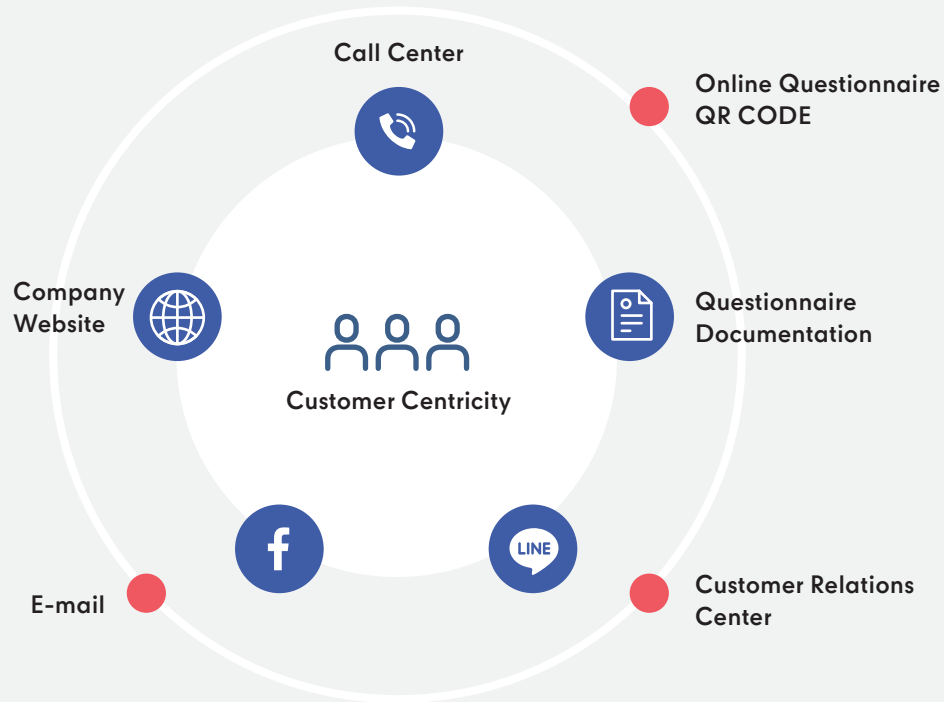 Call Center
Online Questionnaire
QR CODE
Company
Website
Questionnaire
Documentation
Customer Centricity
f
LINE
E-mail
Customer Relations
Center